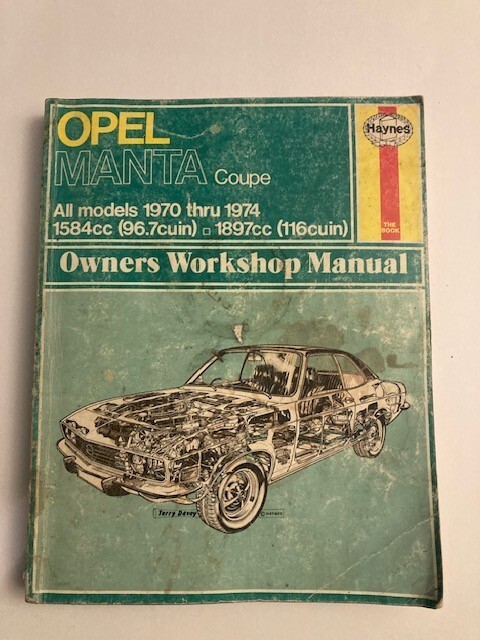 OPEL
MANTA Coupe
All models 1970 thru 1974
1584cc (96.7cuin) □ 1897cc (116cuin)
Haynes
THE
BOOK
Owners Workshop Manual
Terry Davey
©HAYNES